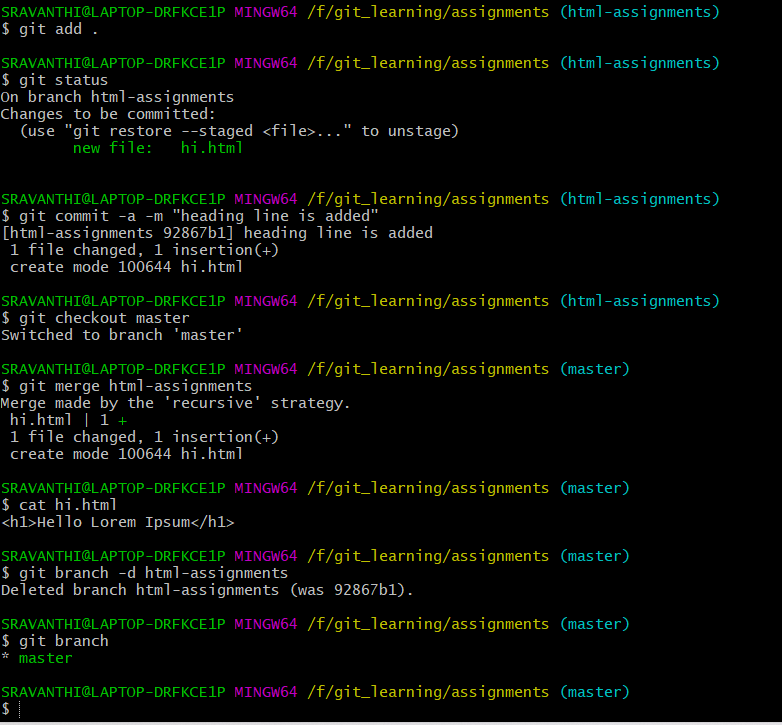 SRAVANTHI@LAPTOP-DRFKCE1P MINGW64 /f/git_learning/assignments (html-assignments)
$ git add .
SRAVANTHI@LAPTOP-DRFKCE1P MINGW64 /f/git_learning/assignments (html-assignments)
$ git status
On branch html-assignments
Changes to be committed:
  (use "git restore --staged <file>..." to unstage)
        new file:   hi.html
SRAVANTHI@LAPTOP-DRFKCE1P MINGW64 /f/git_learning/assignments (html-assignments)
$ git commit -a -m "heading line is added"
[html-assignments 92867b1] heading line is added
 1 file changed, 1 insertion(+)
 create mode 100644 hi.html
SRAVANTHI@LAPTOP-DRFKCE1P MINGW64 /f/git_learning/assignments (html-assignments)
$ git checkout master
Switched to branch 'master'
SRAVANTHI@LAPTOP-DRFKCE1P MINGW64 /f/git_learning/assignments (master)
$ git merge html-assignments
Merge made by the 'recursive' strategy.
 hi.html | 1 +
 1 file changed, 1 insertion(+)
 create mode 100644 hi.html
SRAVANTHI@LAPTOP-DRFKCE1P MINGW64 /f/git_learning/assignments (master)
$ cat hi.html
<h1>Hello Lorem Ipsum</h1>
SRAVANTHI@LAPTOP-DRFKCE1P MINGW64 /f/git_learning/assignments (master)
$ git branch -d html-assignments
Deleted branch html-assignments (was 92867b1).
SRAVANTHI@LAPTOP-DRFKCE1P MINGW64 /f/git_learning/assignments (master)
$ git branch
* master
SRAVANTHI@LAPTOP-DRFKCE1P MINGW64 /f/git_learning/assignments (master)
$